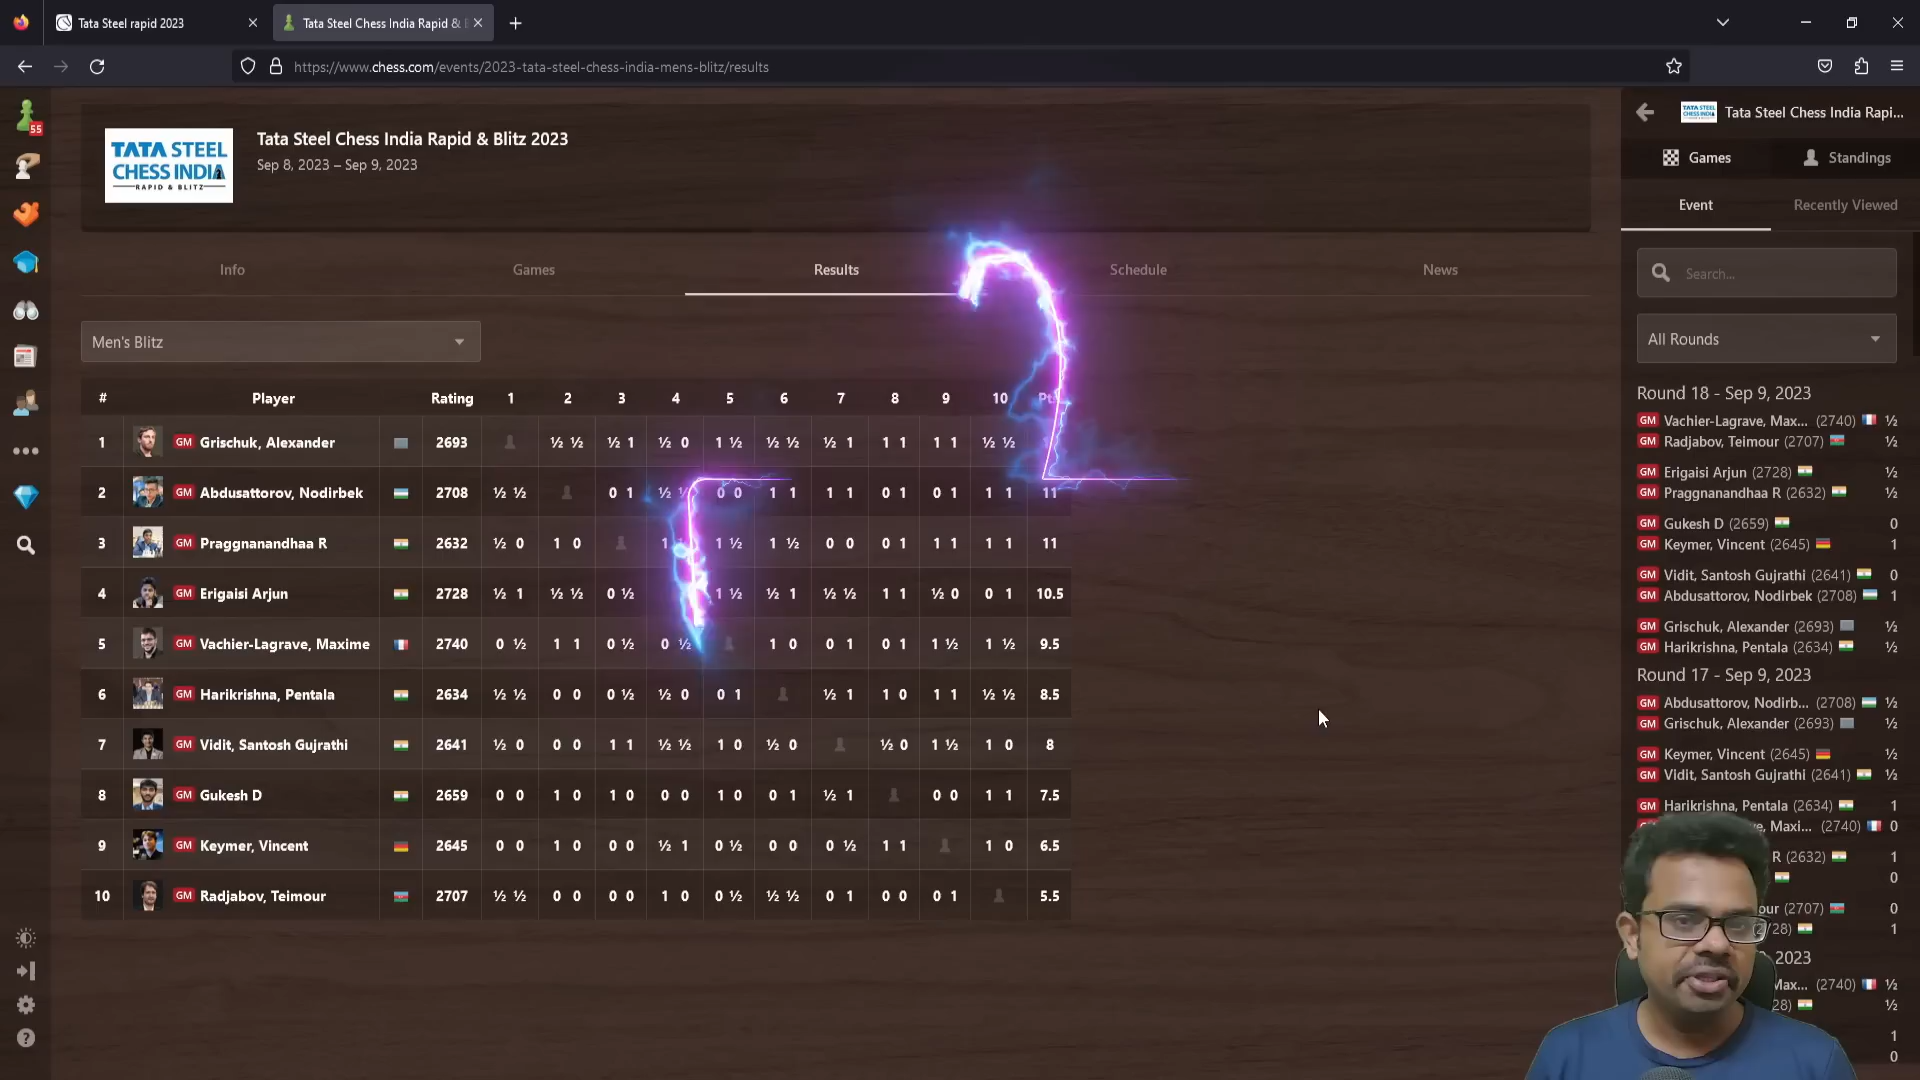 Tata Steel rapid 2023
Tata Steel Chess India Rapid &
https://www.chess.com/events/2023-tata-steel-chess-india-mens-blitz/results
55
TATA STEEL
CHESS INDIA
RAPID & BLITZ
Tata Steel Chess India Rapid & Blitz 2023
Sep 8, 2023 – Sep 9, 2023
Info Games Results Schedule News
Men's Blitz
# Player Rating 1 2 3 4 5 6 7 8 9 10
1 GM Grischuk, Alexander 2693 ½ ½ ½ 1 ½ 0 1 ½ ½ ½ ½ 1 1 1 1 1 ½ ½
2 GM Abdusattorov, Nodirbek 2708 ½ ½ 0 1 ½ 0 0 1 1 1 1 0 1 0 1 1 1 11
3 GM Praggnanandhaa R 2632 ½ 0 1 0 1 1 ½ 1 ½ 0 0 0 1 1 1 1 1 11
4 GM Erigaisi Arjun 2728 ½ 1 ½ ½ 0 ½ 1 ½ ½ 1 ½ ½ 1 1 ½ 0 0 1 10.5
5 GM Vachier-Lagrave, Maxime 2740 0 ½ 1 1 0 ½ 0 ½ 1 0 0 1 0 1 1 ½ 1 ½ 9.5
6 GM Harikrishna, Pentala 2634 ½ ½ 0 0 0 ½ ½ 0 0 1 ½ 1 1 0 1 1 ½ ½ 8.5
7 GM Vidit, Santosh Gujrathi 2641 ½ 0 0 0 1 1 ½ ½ 1 0 ½ 0 ½ 0 1 ½ 1 0 8
8 GM Gukesh D 2659 0 0 1 0 1 0 0 0 1 0 0 1 ½ 1 0 0 1 1 7.5
9 GM Keymer, Vincent 2645 0 0 1 0 0 0 ½ 1 0 ½ 0 0 0 ½ 1 1 1 0 6.5
10 GM Radjabov, Teimour 2707 ½ ½ 0 0 0 0 1 0 0 ½ ½ ½ 0 1 0 0 0 1 5.5
Tata Steel Chess India Rapi...
Games Standings
Event Recently Viewed
Search...
All Rounds
Round 18 - Sep 9, 2023
GM Vachier-Lagrave, Max... (2740) ½
GM Radjabov, Teimour (2707) ½
GM Erigaisi Arjun (2728) ½
GM Praggnanandhaa R (2632) ½
GM Gukesh D (2659) 0
GM Keymer, Vincent (2645) 1
GM Vidit, Santosh Gujrathi (2641) 0
GM Abdusattorov, Nodirbek (2708) 1
GM Grischuk, Alexander (2693) ½
GM Harikrishna, Pentala (2634) ½
Round 17 - Sep 9, 2023
GM Abdusattorov, Nodirb... (2708) ½
GM Grischuk, Alexander (2693) ½
GM Keymer, Vincent (2645) ½
GM Vidit, Santosh Gujrathi (2641) ½
GM Harikrishna, Pentala (2634) 1
e, Maxi... (2740) 0
R (2632) 1
0
our (2707) 0
1
, 2023
Max... (2740) ½
28) ½
1
0